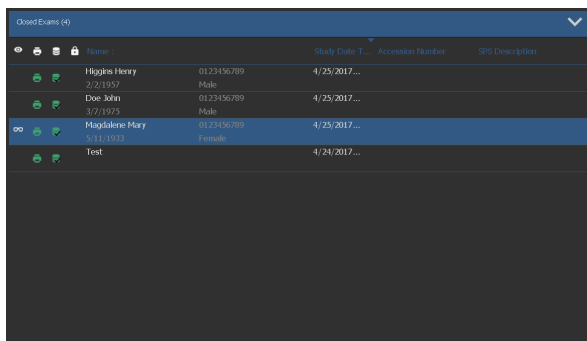 Closed Exams (4)
Name : Study Date T... Accession Number SPS Description
Higgins Henry 0123456789 4/25/2017...
2/2/1957 Male
Doe John 0123456789 4/25/2017...
3/7/1975 Male
Magdalene Mary 0123456789 4/25/2017...
5/11/1933 Female
Test 4/24/2017...